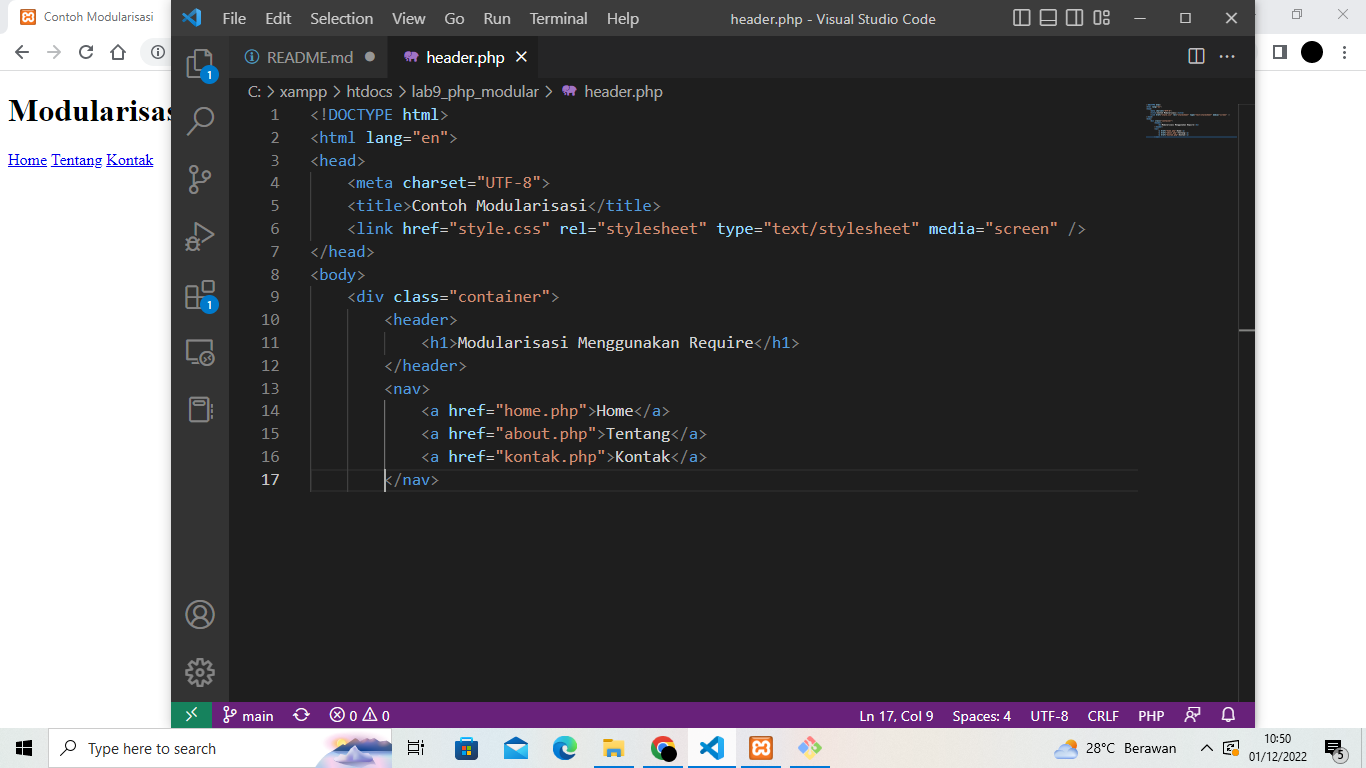 Contoh Modularisasi
Modularisas
Home Tentang Kontak
File Edit Selection View Go Run Terminal Help
header.php - Visual Studio Code
README.md header.php
C: > xampp > htdocs > lab9_php_modular > header.php
1 <!DOCTYPE html>
2 <html lang="en">
3 <head>
4 <meta charset="UTF-8">
5 <title>Contoh Modularisasi</title>
6 <link href="style.css" rel="stylesheet" type="text/stylesheet" media="screen" />
7 </head>
8 <body>
9 <div class="container">
10 <header>
11 <h1>Modularisasi Menggunakan Require</h1>
12 </header>
13 <nav>
14 <a href="home.php">Home</a>
15 <a href="about.php">Tentang</a>
16 <a href="kontak.php">Kontak</a>
17 </nav>
1
1
main 0 0 Ln 17, Col 9 Spaces: 4 UTF-8 CRLF PHP
Type here to search
28°C Berawan
10:50
01/12/2022
5